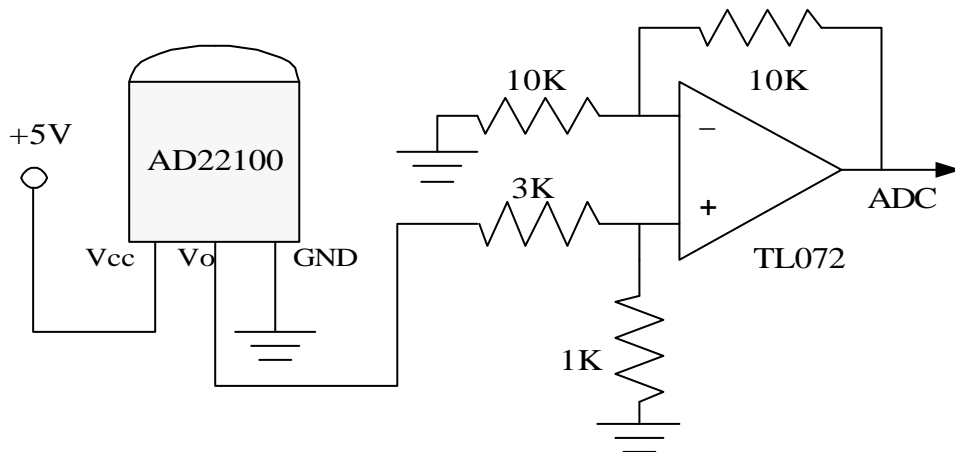 10K
10K
+5V
AD22100
−
3K
+
ADC
Vcc
Vo
GND
TL072
1K